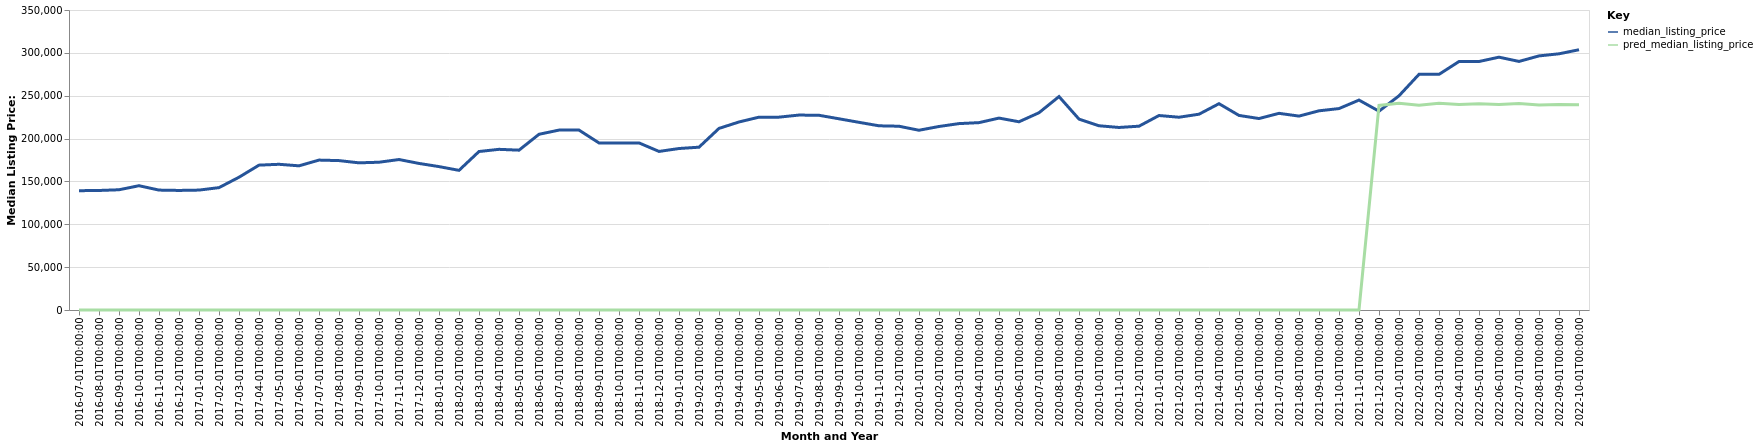 350,000
300,000
250,000
200,000
150,000
100,000
50,000
0
Median Listing Price:
2016-07-01T00:00:00
2016-08-01T00:00:00
2016-09-01T00:00:00
2016-10-01T00:00:00
2016-11-01T00:00:00
2016-12-01T00:00:00
2017-01-01T00:00:00
2017-02-01T00:00:00
2017-03-01T00:00:00
2017-04-01T00:00:00
2017-05-01T00:00:00
2017-06-01T00:00:00
2017-07-01T00:00:00
2017-08-01T00:00:00
2017-09-01T00:00:00
2017-10-01T00:00:00
2017-11-01T00:00:00
2017-12-01T00:00:00
2018-01-01T00:00:00
2018-02-01T00:00:00
2018-03-01T00:00:00
2018-04-01T00:00:00
2018-05-01T00:00:00
2018-06-01T00:00:00
2018-07-01T00:00:00
2018-08-01T00:00:00
2018-09-01T00:00:00
2018-10-01T00:00:00
2018-11-01T00:00:00
2018-12-01T00:00:00
2019-01-01T00:00:00
2019-02-01T00:00:00
2019-03-01T00:00:00
2019-04-01T00:00:00
2019-05-01T00:00:00
2019-06-01T00:00:00
2019-07-01T00:00:00
2019-08-01T00:00:00
2019-09-01T00:00:00
2019-10-01T00:00:00
2019-11-01T00:00:00
2019-12-01T00:00:00
2020-01-01T00:00:00
2020-02-01T00:00:00
2020-03-01T00:00:00
2020-04-01T00:00:00
2020-05-01T00:00:00
2020-06-01T00:00:00
2020-07-01T00:00:00
2020-08-01T00:00:00
2020-09-01T00:00:00
2020-10-01T00:00:00
2020-11-01T00:00:00
2020-12-01T00:00:00
2021-01-01T00:00:00
2021-02-01T00:00:00
2021-03-01T00:00:00
2021-04-01T00:00:00
2021-05-01T00:00:00
2021-06-01T00:00:00
2021-07-01T00:00:00
2021-08-01T00:00:00
2021-09-01T00:00:00
2021-10-01T00:00:00
2021-11-01T00:00:00
2021-12-01T00:00:00
2022-01-01T00:00:00
2022-02-01T00:00:00
2022-03-01T00:00:00
2022-04-01T00:00:00
2022-05-01T00:00:00
2022-06-01T00:00:00
2022-07-01T00:00:00
2022-08-01T00:00:00
2022-09-01T00:00:00
2022-10-01T00:00:00
Month and Year
Key
median_listing_price
pred_median_listing_price